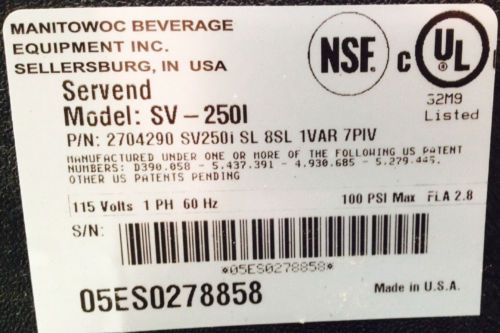 MANITOWOC BEVERAGE
EQUIPMENT INC.
SELLERSBURG, IN USA
NSF®
C UL®
32M9
Listed
Servend
Model: SV-250I
P/N: 2704290 SV250i SL 8SL 1VAR 7PIV
MANUFACTURED UNDER ONE OR MORE OF THE FOLLOWING US PATENT
NUMBERS: D390.058 - 5.437.391 - 4.930.685 - 5.279.446.
OTHER US PATENTS PENDING
115 Volts 1 PH 60 Hz 100 PSI Max FLA 2.8
S/N:
*05ES0278858*
05ES0278858 Made in U.S.A.